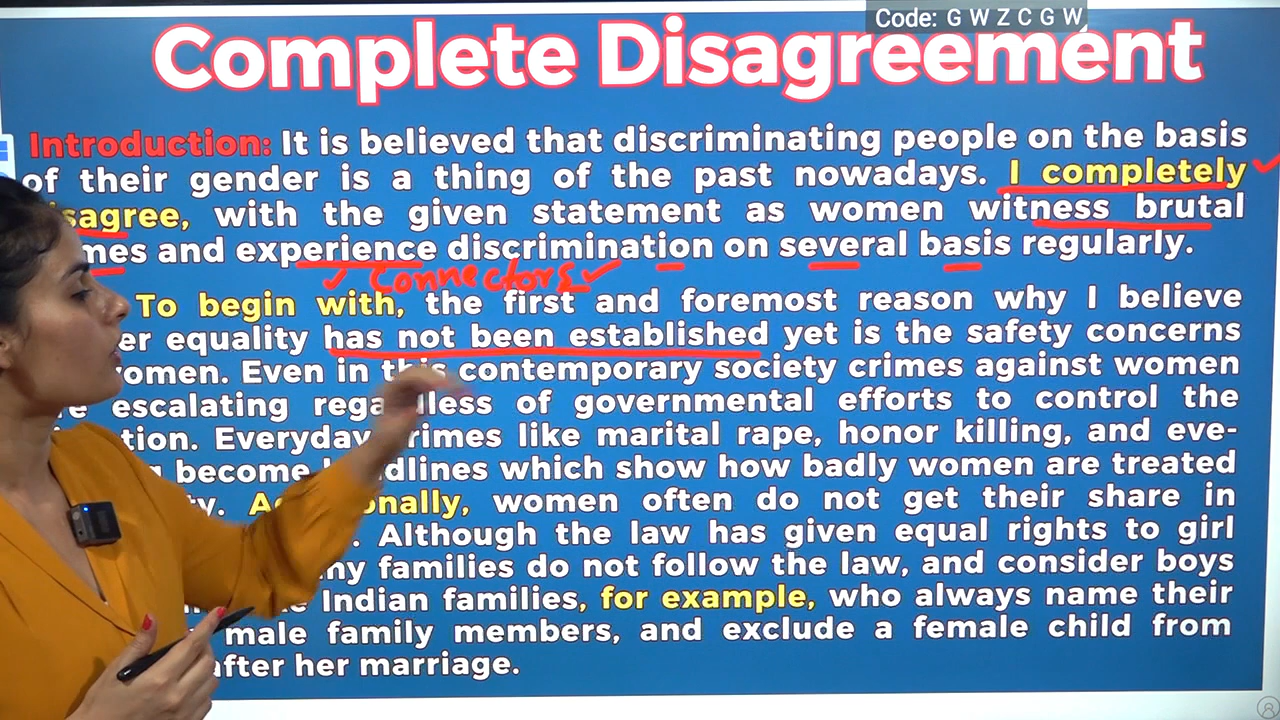 Code: G W Z C G W
Complete Disagreement
Introduction: It is believed that discriminating people on the basis
of their gender is a thing of the past nowadays. I completely
isagree, with the given statement as women witness brutal
mes and experience discrimination on several basis regularly.
Connectors
To begin with, the first and foremost reason why I believe
er equality has not been established yet is the safety concerns
omen. Even in this contemporary society crimes against women
escalating regardless of governmental efforts to control the
tion. Everyday crimes like marital rape, honor killing, and eve-
become headlines which show how badly women are treated
ty. Additionally, women often do not get their share in
Although the law has given equal rights to girl
ny families do not follow the law, and consider boys
Indian families, for example, who always name their
male family members, and exclude a female child from
after her marriage.